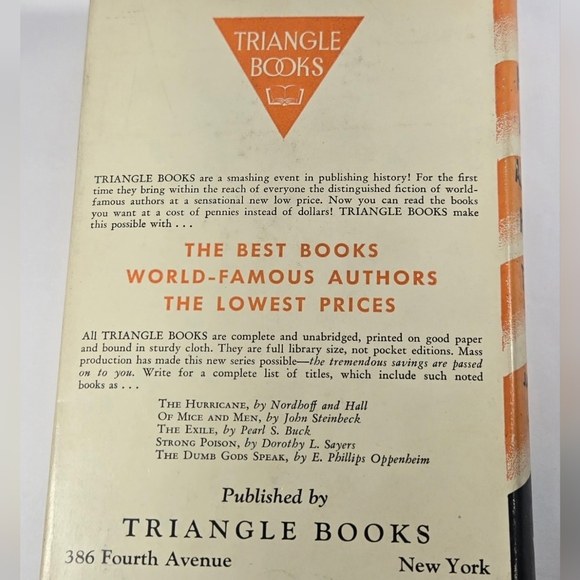 TRIANGLE
BOOKS
TRIANGLE BOOKS are a smashing event in publishing history! For the first
time they bring within the reach of everyone the distinguished fiction of world-
famous authors at a sensational new low price. Now you can read the books
you want at a cost of pennies instead of dollars! TRIANGLE BOOKS make
this possible with . . .
THE BEST BOOKS
WORLD-FAMOUS AUTHORS
THE LOWEST PRICES
All TRIANGLE BOOKS are complete and unabridged, printed on good paper
and bound in sturdy cloth. They are full library size, not pocket editions. Mass
production has made this new series possible—the tremendous savings are passed
on to you. Write for a complete list of titles, which include such noted
books as . . .
THE HURRICANE, by Nordhoff and Hall
OF MICE AND MEN, by John Steinbeck
THE EXILE, by Pearl S. Buck
STRONG POISON, by Dorothy L. Sayers
THE DUMB GODS SPEAK, by E. Phillips Oppenheim
Published by
TRIANGLE BOOKS
386 Fourth Avenue New York